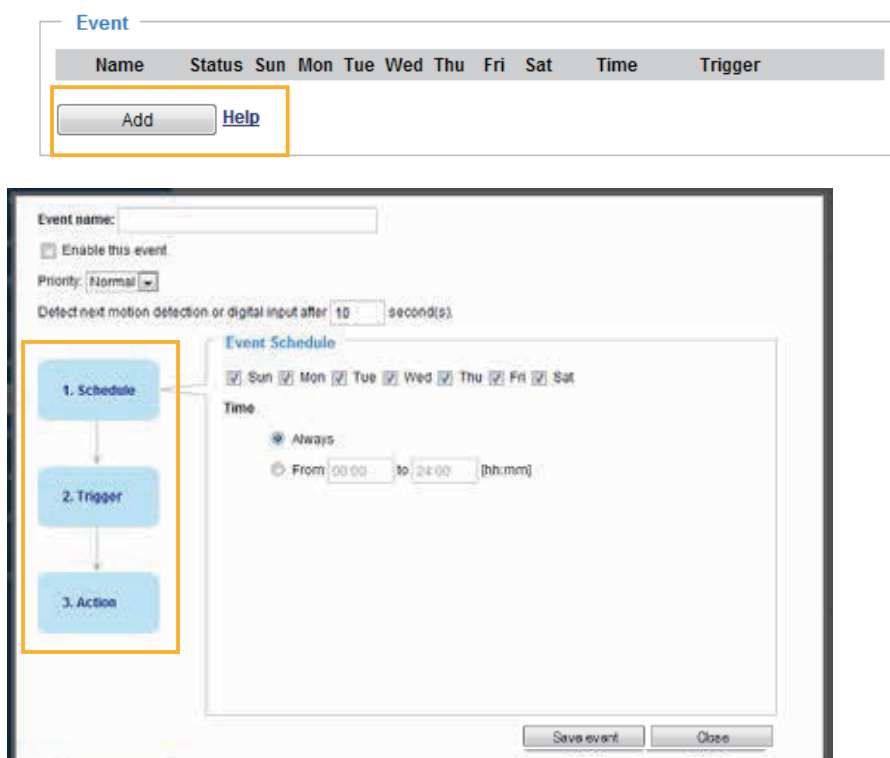 Event
Name Status Sun Mon Tue Wed Thu Fri Sat Time Trigger
Add Help
Event name:
Enable this event.
Priority: Normal
Detect next motion detection or digital input after 10 second(s).
Event Schedule
1. Schedule
Sun Mon Tue Wed Thu Fri Sat
Time
Always
From 00:00 to 24:00 [hh:mm]
2. Trigger
3. Action
Save event Close